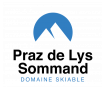 Praz de Lys
Sommand
DOMAINE SKIABLE